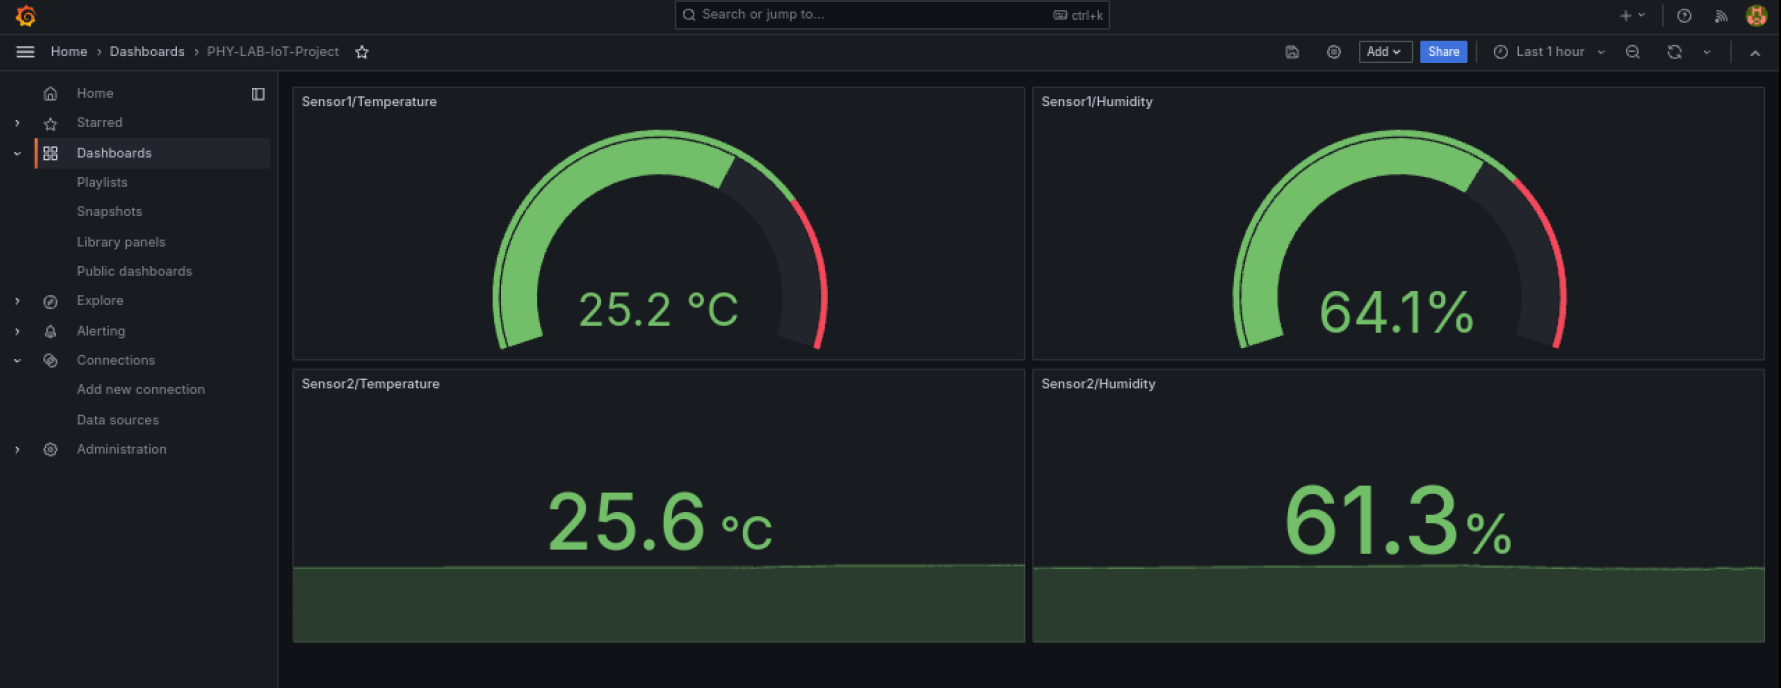 Search or jump to...
ctrl+k
Home
Dashboards
PHY-LAB-IoT-Project
Add
Share
Last 1 hour
Home
Starred
Dashboards
Playlists
Snapshots
Library panels
Public dashboards
Explore
Alerting
Connections
Add new connection
Data sources
Administration
Sensor1/Temperature
25.2 °C
Sensor1/Humidity
64.1%
Sensor2/Temperature
25.6 °C
Sensor2/Humidity
61.3%